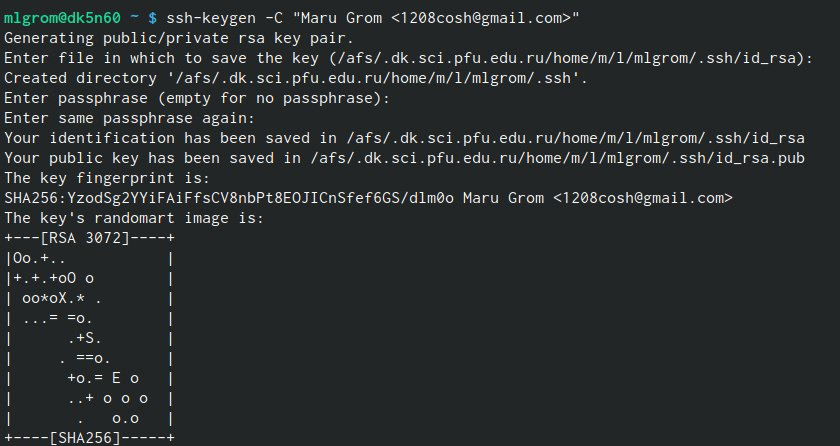 mlgrom@dk5n60 ~ $ ssh-keygen -C "Maru Grom <1208cosh@gmail.com>"
Generating public/private rsa key pair.
Enter file in which to save the key (/afs/.dk.sci.pfu.edu.ru/home/m/l/mlgrom/.ssh/id_rsa):
Created directory '/afs/.dk.sci.pfu.edu.ru/home/m/l/mlgrom/.ssh'.
Enter passphrase (empty for no passphrase):
Enter same passphrase again:
Your identification has been saved in /afs/.dk.sci.pfu.edu.ru/home/m/l/mlgrom/.ssh/id_rsa
Your public key has been saved in /afs/.dk.sci.pfu.edu.ru/home/m/l/mlgrom/.ssh/id_rsa.pub
The key fingerprint is:
SHA256:YzodSg2YYiFAiFfsCV8nbPt8EOJICnSfef6GS/dlm0o Maru Grom <1208cosh@gmail.com>
The key's randomart image is:
+---[RSA 3072]----+
|Oo.+..           |
|+.+.+oO o        |
| oo*oX.* .       |
| ...= =o.        |
|       .+S.      |
|      . ==o.     |
|       +o.= E o  |
|       ..+ o o o |
|        .   o.o  |
+----[SHA256]-----+